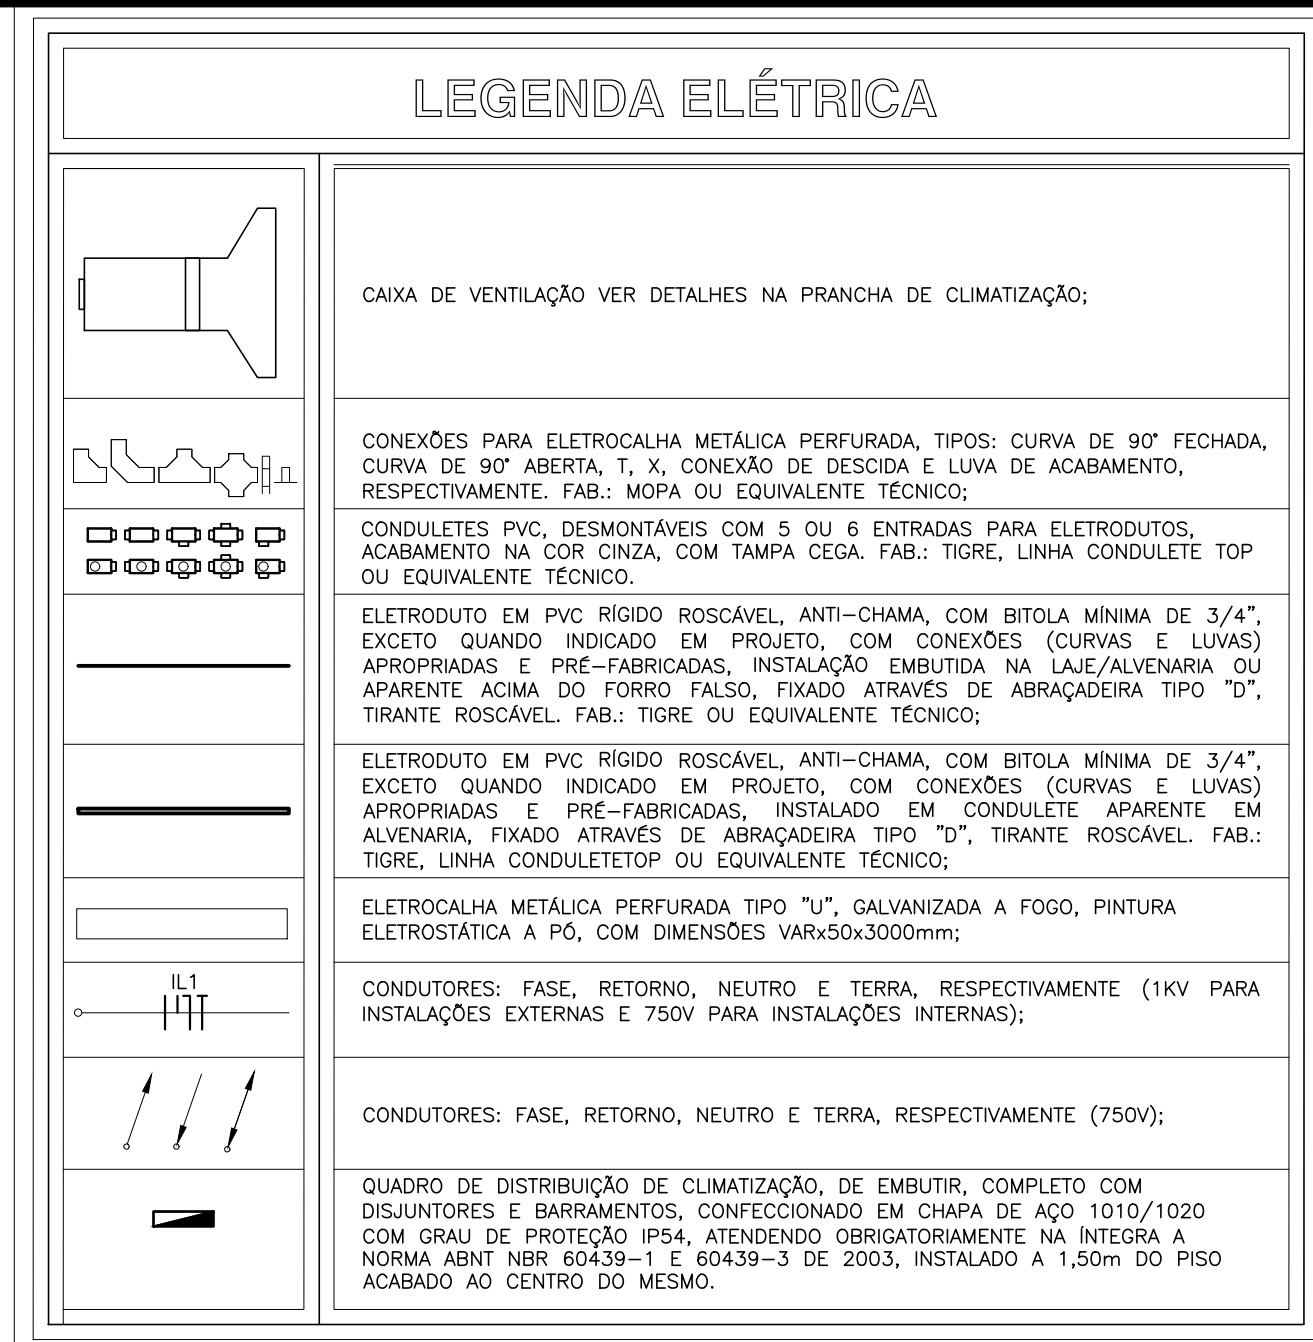 LEGENDA ELÉTRICA
CAIXA DE VENTILAÇÃO VER DETALHES NA PRANCHA DE CLIMATIZAÇÃO;
CONEXÕES PARA ELETROCALHA METÁLICA PERFURADA, TIPOS: CURVA DE 90° FECHADA,
CURVA DE 90° ABERTA, T, X, CONEXÃO DE DESCIDA E LUVA DE ACABAMENTO,
RESPECTIVAMENTE. FAB.: MOPA OU EQUIVALENTE TÉCNICO;
CONDULETES PVC, DESMONTÁVEIS COM 5 OU 6 ENTRADAS PARA ELETRODUTOS,
ACABAMENTO NA COR CINZA, COM TAMPA CEGA. FAB.: TIGRE, LINHA CONDULETE TOP
OU EQUIVALENTE TÉCNICO.
ELETRODUTO EM PVC RÍGIDO ROSCÁVEL, ANTI-CHAMA, COM BITOLA MÍNIMA DE 3/4",
EXCETO QUANDO INDICADO EM PROJETO, COM CONEXÕES (CURVAS E LUVAS)
APROPRIADAS E PRÉ-FABRICADAS, INSTALAÇÃO EMBUTIDA NA LAJE/ALVENARIA OU
APARENTE ACIMA DO FORRO FALSO, FIXADO ATRAVÉS DE ABRAÇADEIRA TIPO "D",
TIRANTE ROSCÁVEL. FAB.: TIGRE OU EQUIVALENTE TÉCNICO;
ELETRODUTO EM PVC RÍGIDO ROSCÁVEL, ANTI-CHAMA, COM BITOLA MÍNIMA DE 3/4",
EXCETO QUANDO INDICADO EM PROJETO, COM CONEXÕES (CURVAS E LUVAS)
APROPRIADAS E PRÉ-FABRICADAS, INSTALADO EM CONDULETE APARENTE EM
ALVENARIA, FIXADO ATRAVÉS DE ABRAÇADEIRA TIPO "D", TIRANTE ROSCÁVEL. FAB.:
TIGRE, LINHA CONDULETETOP OU EQUIVALENTE TÉCNICO;
ELETROCALHA METÁLICA PERFURADA TIPO "U", GALVANIZADA A FOGO, PINTURA
ELETROSTÁTICA A PÓ, COM DIMENSÕES VARx50x3000mm;
IL1
CONDUTORES: FASE, RETORNO, NEUTRO E TERRA, RESPECTIVAMENTE (1KV PARA
INSTALAÇÕES EXTERNAS E 750V PARA INSTALAÇÕES INTERNAS);
CONDUTORES: FASE, RETORNO, NEUTRO E TERRA, RESPECTIVAMENTE (750V);
QUADRO DE DISTRIBUIÇÃO DE CLIMATIZAÇÃO, DE EMBUTIR, COMPLETO COM
DISJUNTORES E BARRAMENTOS, CONFECCIONADO EM CHAPA DE AÇO 1010/1020
COM GRAU DE PROTEÇÃO IP54, ATENDENDO OBRIGATORIAMENTE NA ÍNTEGRA A
NORMA ABNT NBR 60439-1 E 60439-3 DE 2003, INSTALADO A 1,50m DO PISO
ACABADO AO CENTRO DO MESMO.